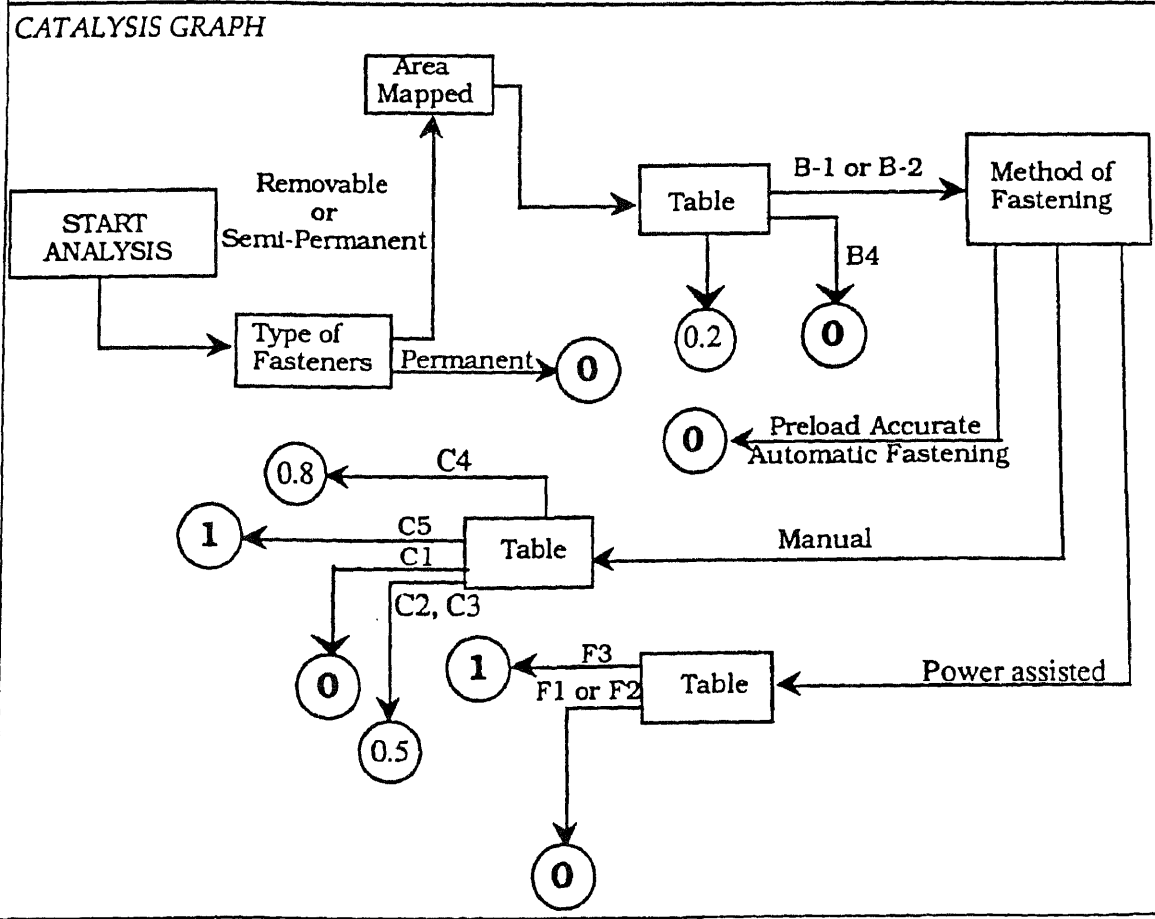 CATALYSIS GRAPH
Area
Mapped
Removable
or
Semi-Permanent
START
ANALYSIS
Type of
Fasteners
Permanent
0
Table
B-1 or B-2
B4
0.2
0
Method of
Fastening
Preload Accurate
Automatic Fastening
0
Manual
Table
C4
0.8
C5
1
C1
0
C2, C3
0.5
Power assisted
Table
F3
1
F1 or F2
0